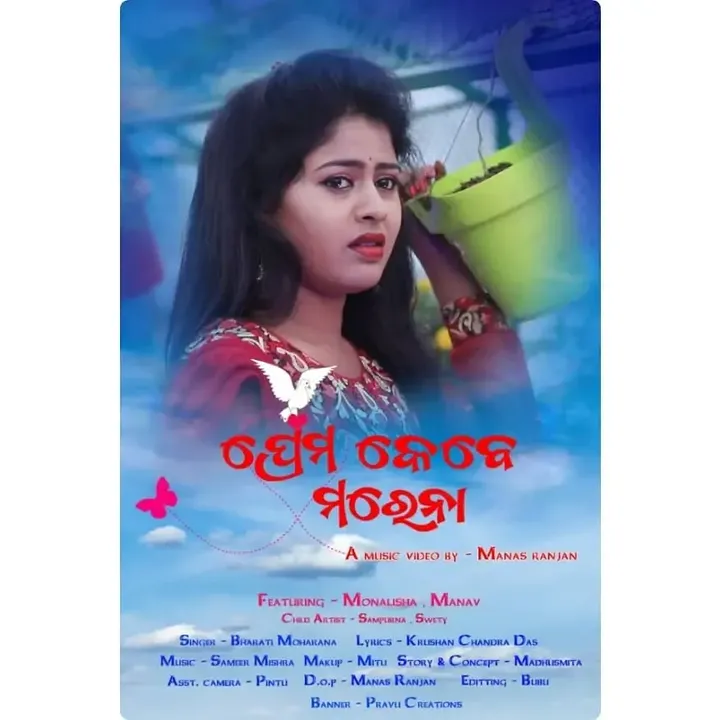 ପ୍ରେମ କେବେ
ମରେନା
A music video by - Manas ranjan
Featuring - Monalisha , Manav
Child Artist - Sampurna , Swety
Singer - Bharati Moharana Lyrics - Krushan Chandra Das
Music - Sameer Mishra Makup - Mitu Story & Concept - Madhusmita
Asst. camera - Pintu D.o.p - Manas Ranjan Editting - Bubu
Banner - Pravu Creations